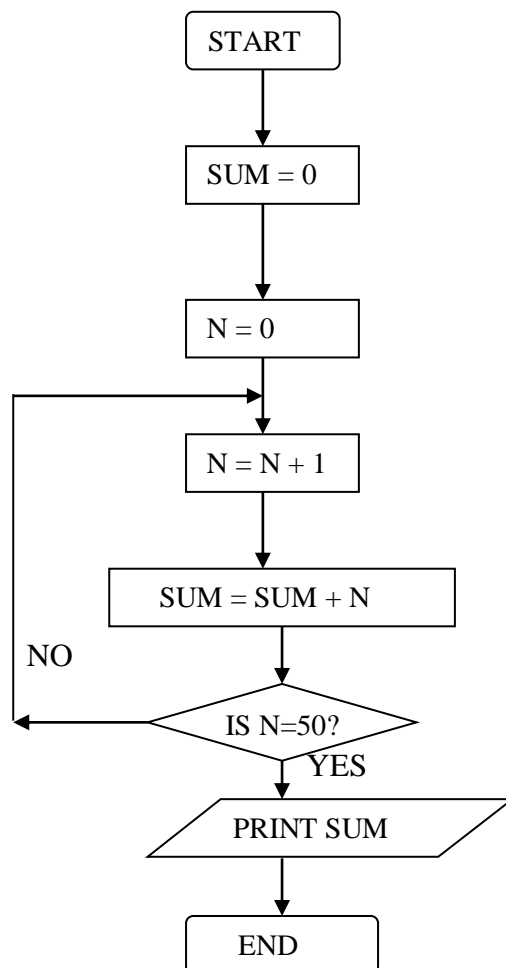 START
SUM = 0
N = 0
N = N + 1
SUM = SUM + N
NO
IS N=50?
YES
PRINT SUM
END